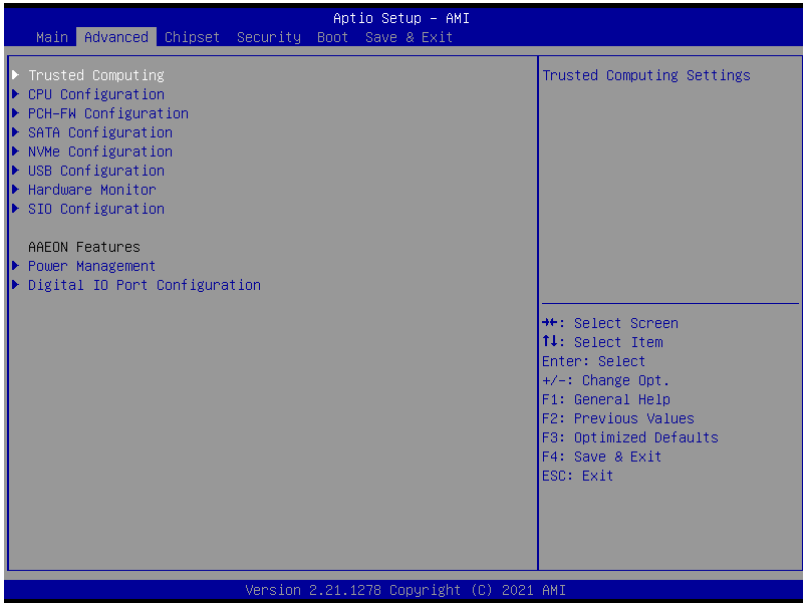 Aptio Setup – AMI
Main Advanced Chipset Security Boot Save & Exit
Trusted Computing
CPU Configuration
PCH-FW Configuration
SATA Configuration
NVMe Configuration
USB Configuration
Hardware Monitor
SIO Configuration
AAEON Features
Power Management
Digital IO Port Configuration
Trusted Computing Settings
→←: Select Screen
↑↓: Select Item
Enter: Select
+/-: Change Opt.
F1: General Help
F2: Previous Values
F3: Optimized Defaults
F4: Save & Exit
ESC: Exit
Version 2.21.1278 Copyright (C) 2021 AMI